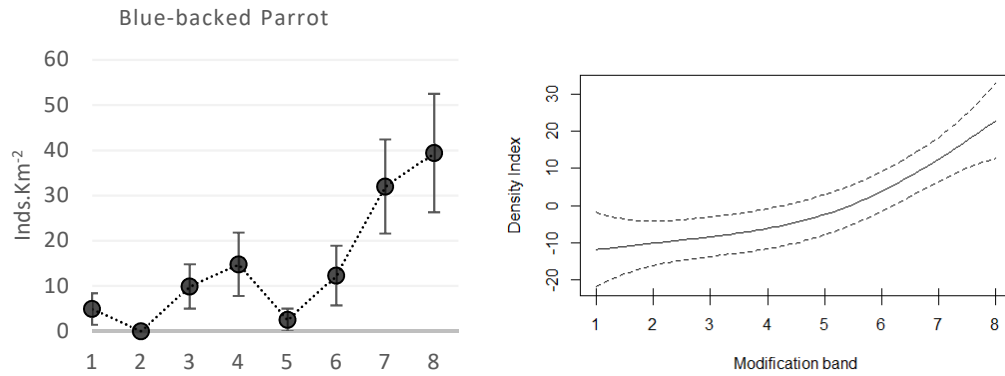 Blue-backed Parrot
60
50
40
30
20
10
0
Inds.Km-2
1 2 3 4 5 6 7 8
30
20
10
0
-10
-20
Density Index
1 2 3 4 5 6 7 8
Modification band